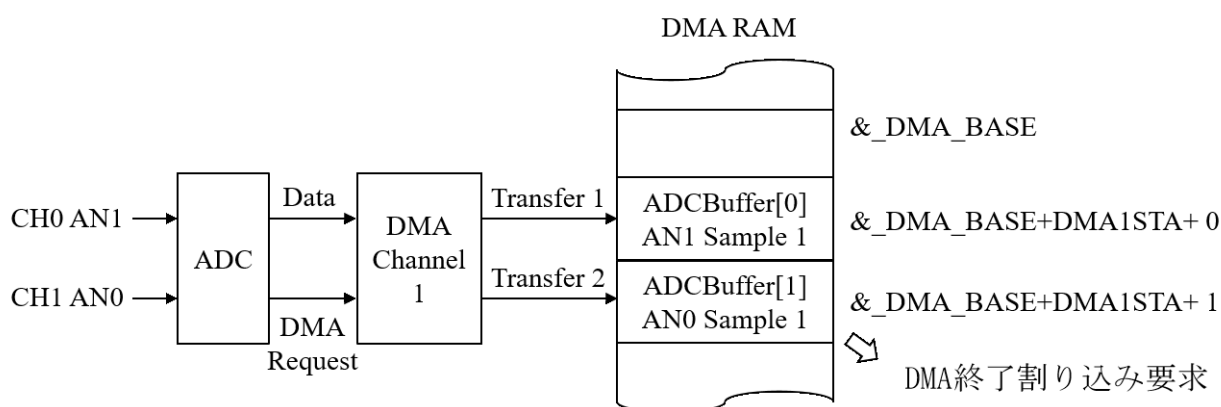 DMA RAM
&_DMA_BASE
CH0 AN1
CH1 AN0
ADC
Data
DMA
Request
DMA
Channel
1
Transfer 1
Transfer 2
ADCBuffer[0]
AN1 Sample 1
&_DMA_BASE+DMA1STA+ 0
ADCBuffer[1]
AN0 Sample 1
&_DMA_BASE+DMA1STA+ 1
DMA終了割り込み要求